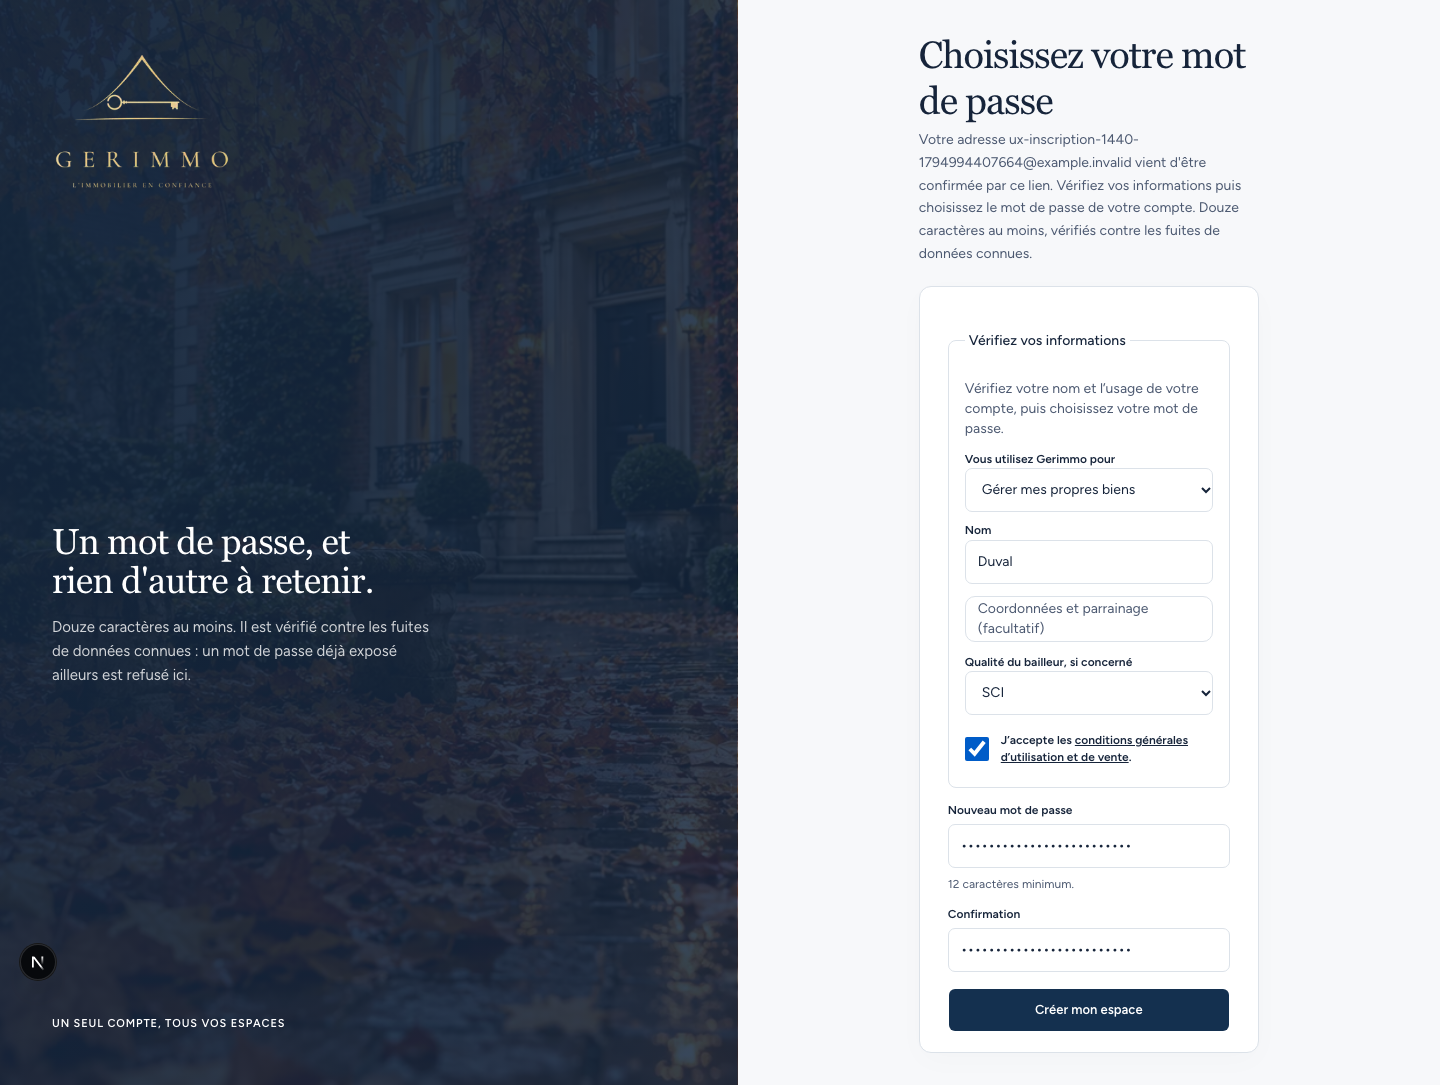 GERIMMO
L'IMMOBILIER EN CONFIANCE
Un mot de passe, et
rien d'autre à retenir.
Douze caractères au moins. Il est vérifié contre les fuites
de données connues : un mot de passe déjà exposé
ailleurs est refusé ici.
N
UN SEUL COMPTE, TOUS VOS ESPACES
Choisissez votre mot
de passe
Votre adresse ux-inscription-1440-
1794994407664@example.invalid vient d'être
confirmée par ce lien. Vérifiez vos informations puis
choisissez le mot de passe de votre compte. Douze
caractères au moins, vérifiés contre les fuites de
données connues.
Vérifiez vos informations
Vérifiez votre nom et l’usage de votre
compte, puis choisissez votre mot de
passe.
Vous utilisez Gerimmo pour
Gérer mes propres biens
Nom
Duval
Coordonnées et parrainage
(facultatif)
Qualité du bailleur, si concerné
SCI
J’accepte les conditions générales
d’utilisation et de vente.
Nouveau mot de passe
•••••••••••••••••••••••••
12 caractères minimum.
Confirmation
•••••••••••••••••••••••••
Créer mon espace